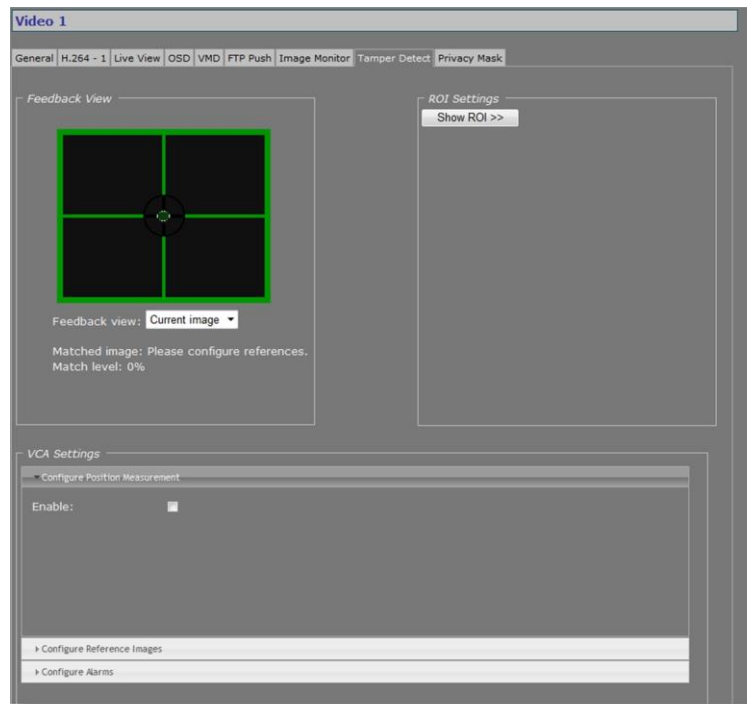 Video 1
General H.264 - 1 Live View OSD VMD FTP Push Image Monitor Tamper Detect Privacy Mask
Feedback View
Feedback view: Current image
Matched image: Please configure references.
Match level: 0%
ROI Settings
Show ROI >>
VCA Settings
Configure Position Measurement
Enable:
Configure Reference Images
Configure Alarms